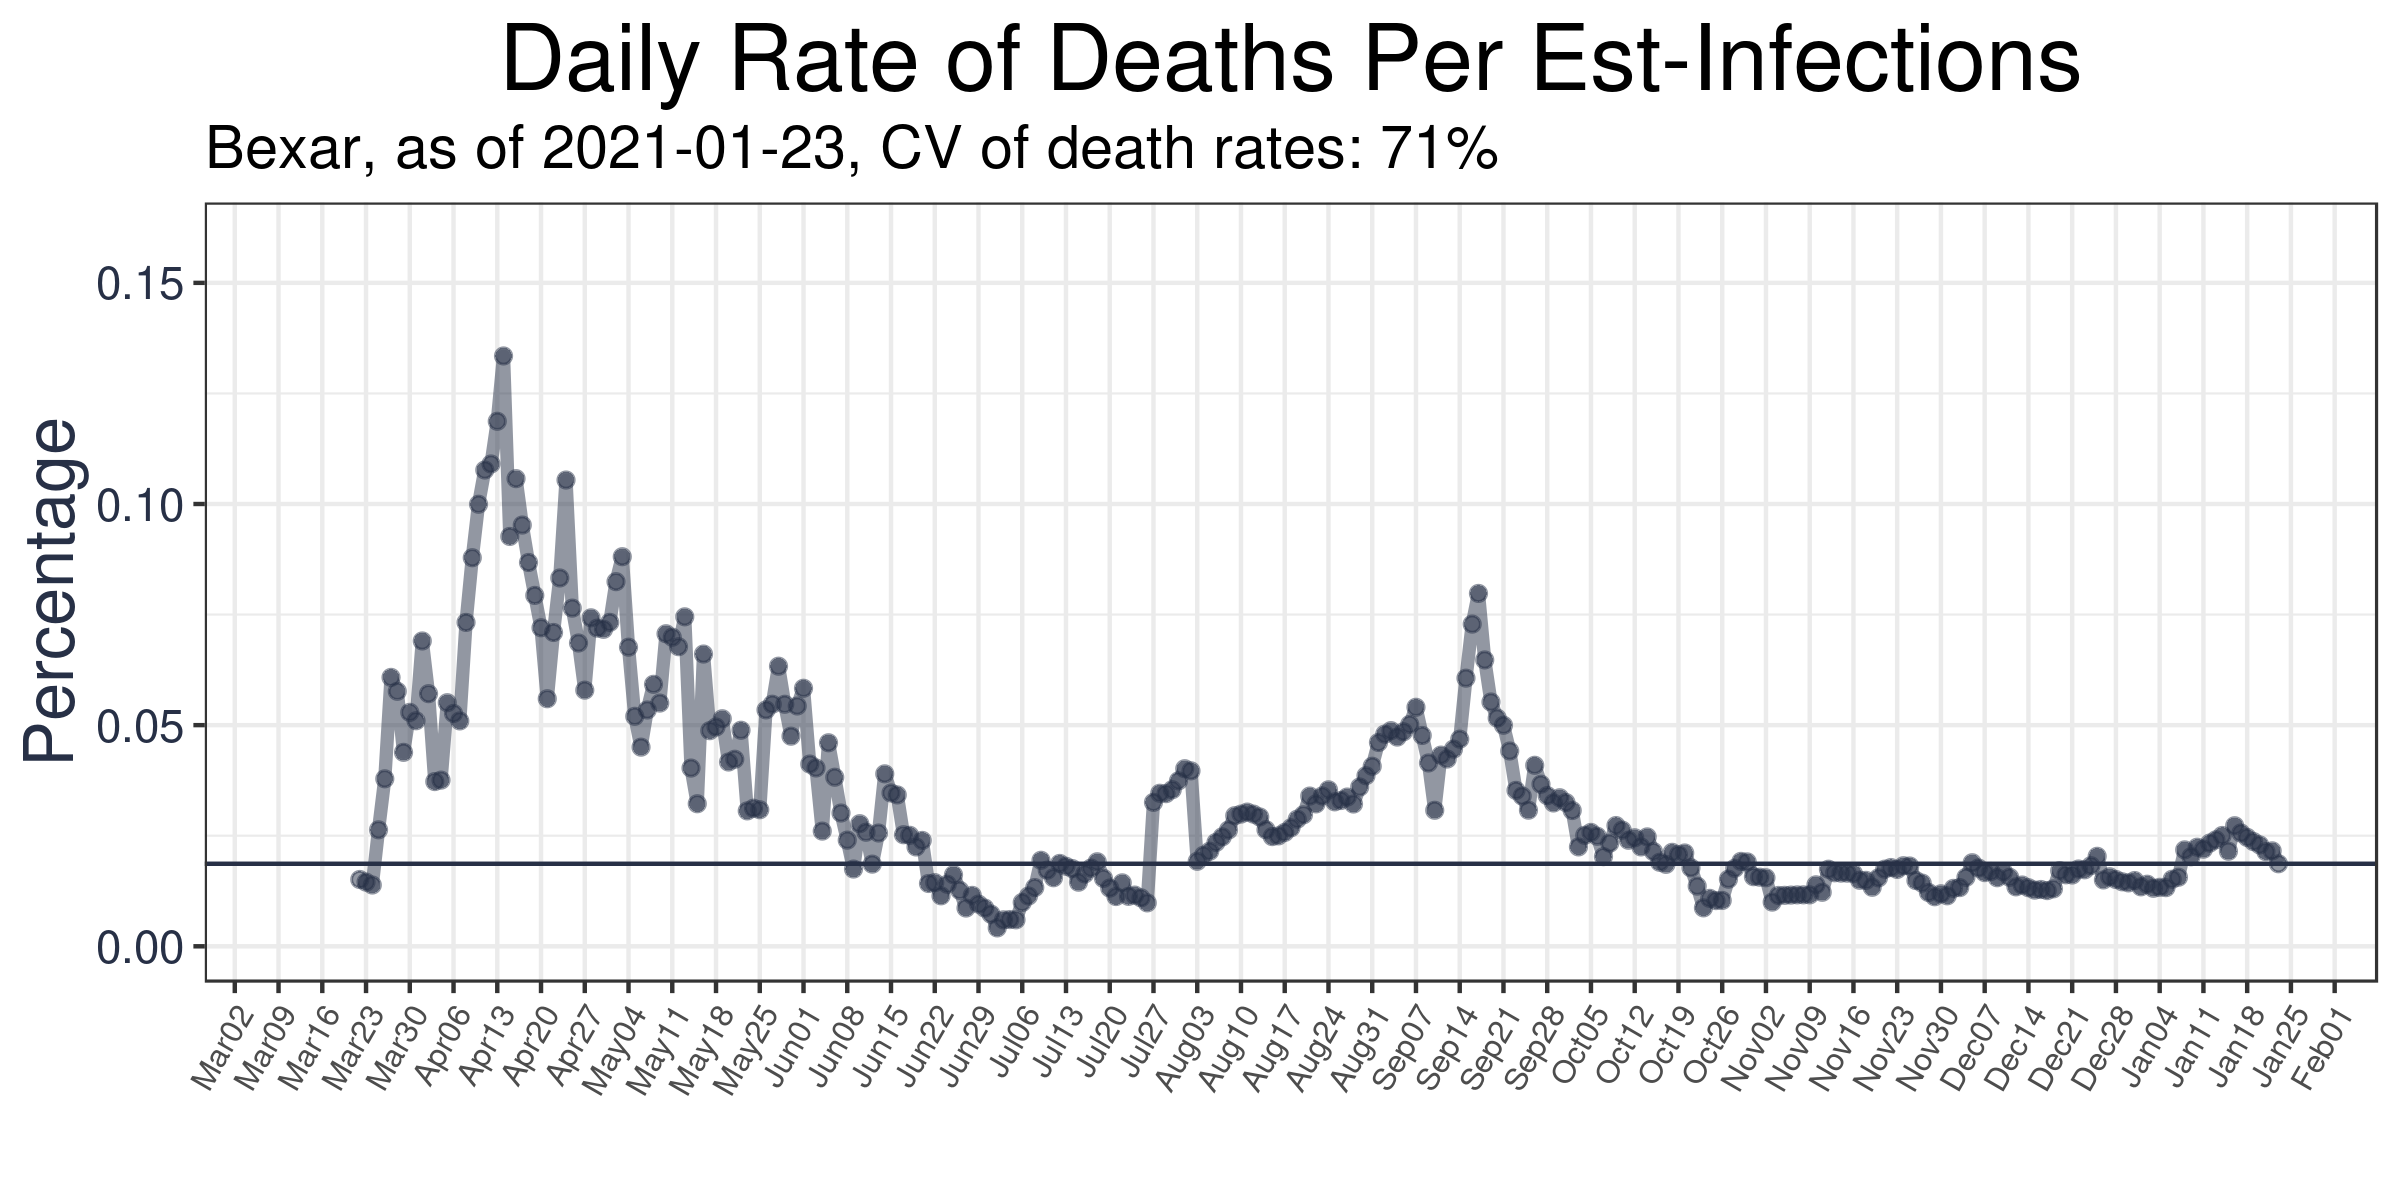 Daily Rate of Deaths Per Est-Infections
Bexar, as of 2021-01-23, CV of death rates: 71%
Percentage
0.15
0.10
0.05
0.00
Mar02
Mar09
Mar16
Mar23
Mar30
Apr06
Apr13
Apr20
Apr27
May04
May11
May18
May25
Jun01
Jun08
Jun15
Jun22
Jun29
Jul06
Jul13
Jul20
Jul27
Aug03
Aug10
Aug17
Aug24
Aug31
Sep07
Sep14
Sep21
Sep28
Oct05
Oct12
Oct19
Oct26
Nov02
Nov09
Nov16
Nov23
Nov30
Dec07
Dec14
Dec21
Dec28
Jan04
Jan11
Jan18
Jan25
Feb01